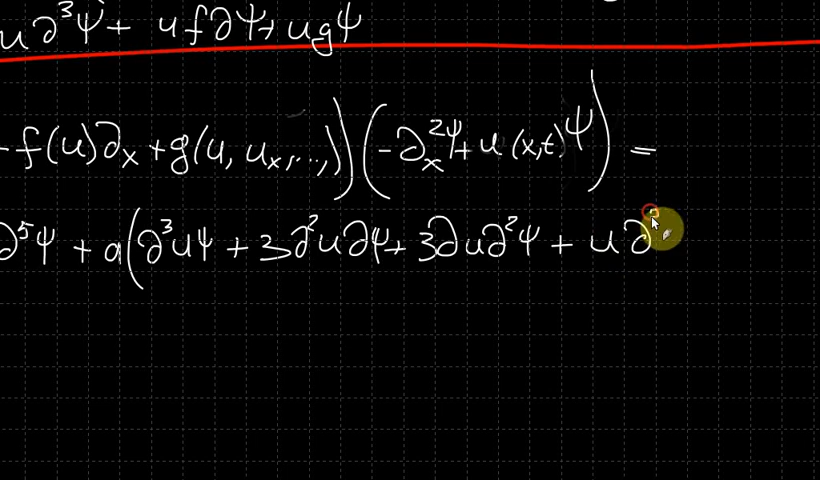 u∂³ψ + uf∂ψ + ugψ
-f(u)∂ₓ + g(u, uₓ,...,))(-∂ₓ²ψ + u(x,t)ψ) =
∂⁵ψ + a(∂³uψ + 3∂²u∂ψ + 3∂u∂²ψ + u∂